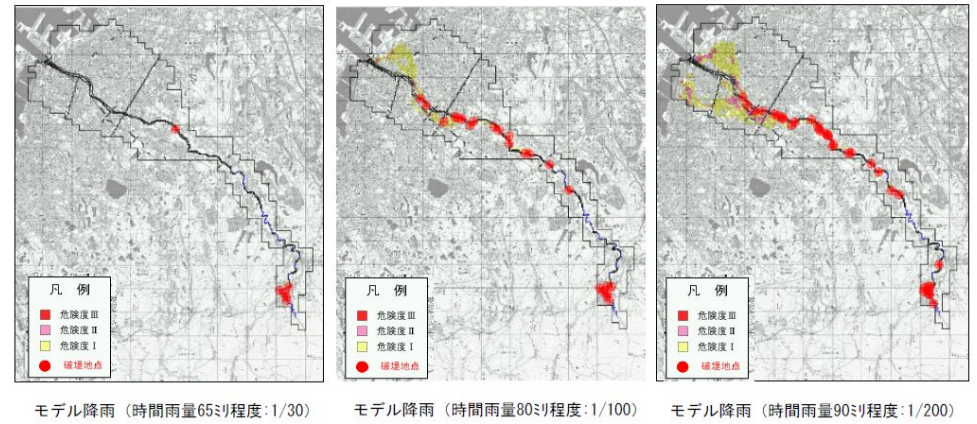 凡 例
危険度Ⅲ
危険度Ⅱ
危険度Ⅰ
破堤地点
モデル降雨（時間雨量65ﾐﾘ程度：1/30）
凡 例
危険度Ⅲ
危険度Ⅱ
危険度Ⅰ
破堤地点
モデル降雨（時間雨量80ﾐﾘ程度：1/100）
凡 例
危険度Ⅲ
危険度Ⅱ
危険度Ⅰ
破堤地点
モデル降雨（時間雨量90ﾐﾘ程度：1/200）